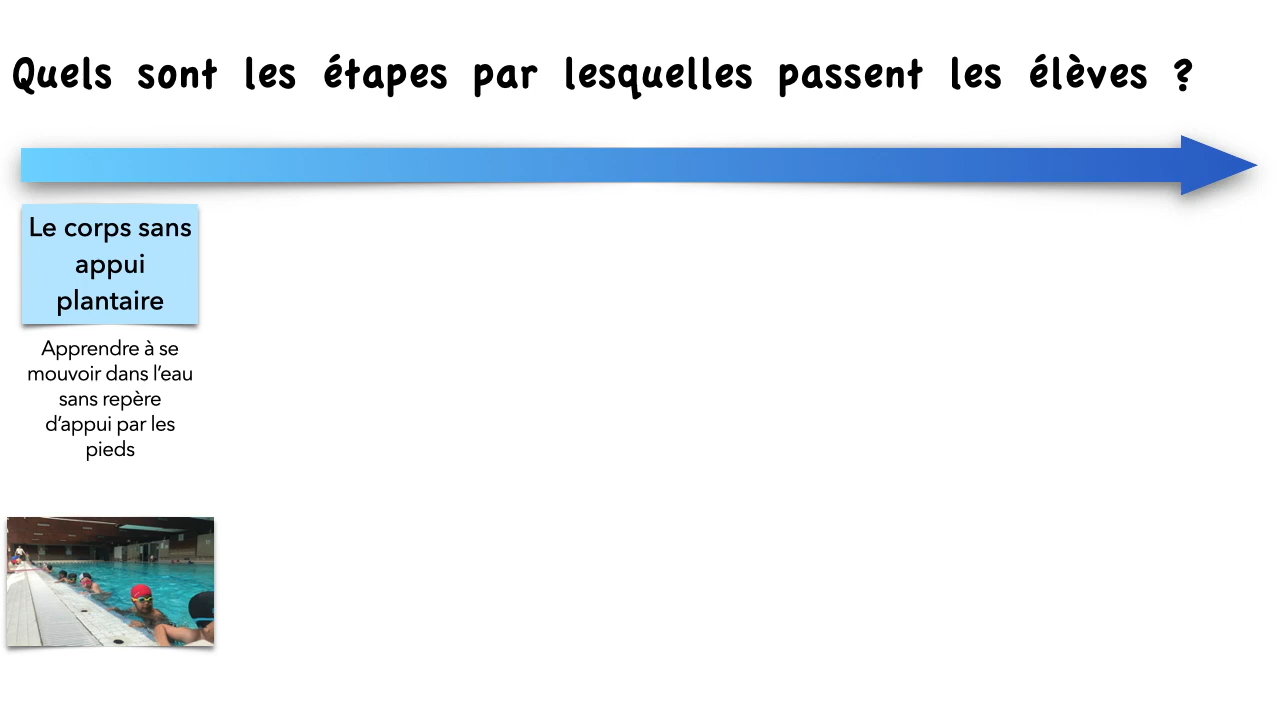 Quels sont les étapes par lesquelles passent les élèves ?
Le corps sans
appui
plantaire
Apprendre à se
mouvoir dans l’eau
sans repère
d’appui par les
pieds